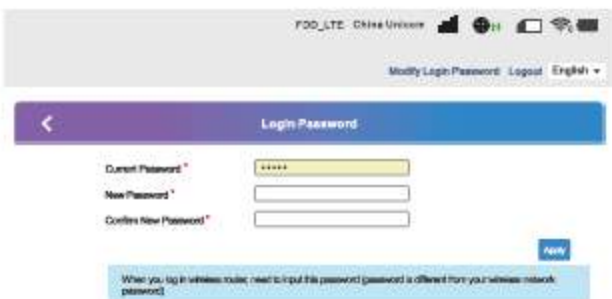 FDD_LTE China Unicom
Modify Login Password Logout English
Login Password
Current Password *
*****
New Password *
Confirm New Password *
Apply
When you log in wireless router, need to input this password (password is different from your wireless network
password)